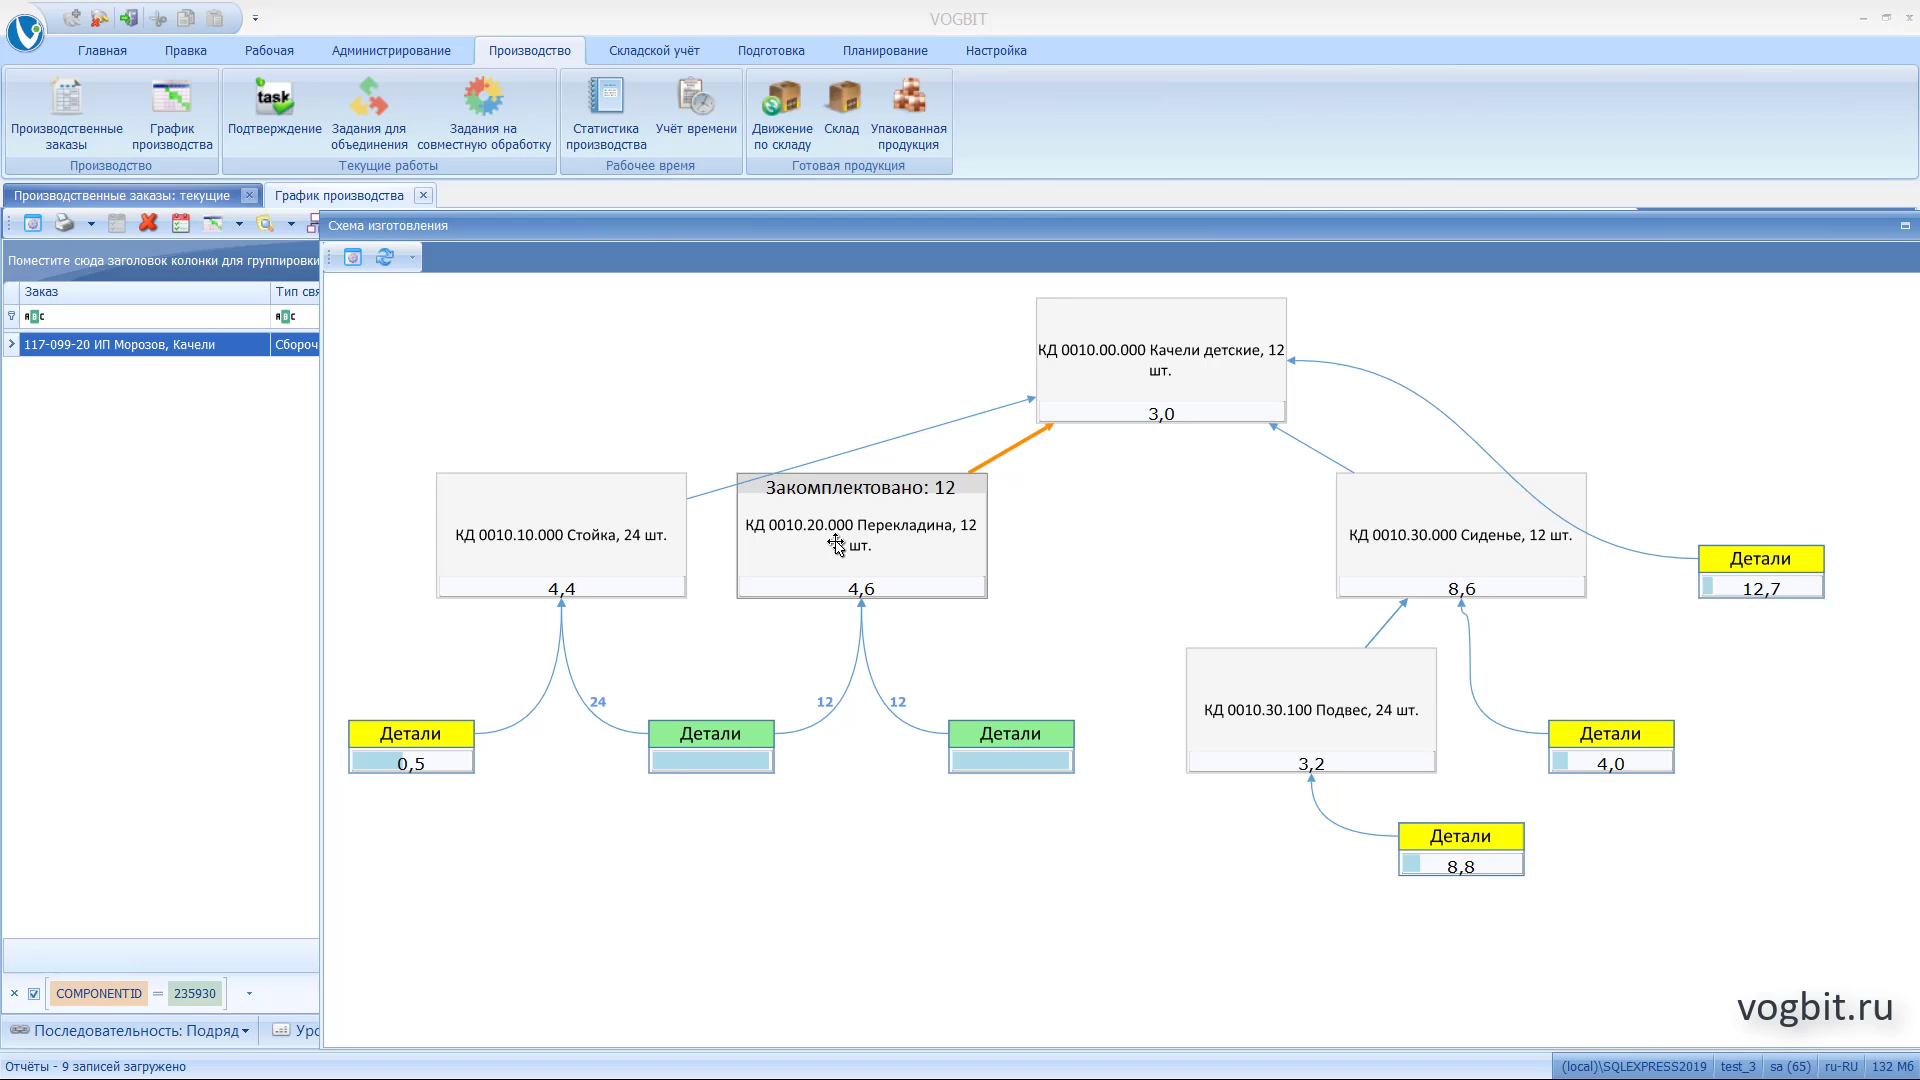 VOGBIT
Главная
Правка
Рабочая
Администрирование
Производство
Складской учёт
Подготовка
Планирование
Настройка
Производственные
заказы
График
производства
Производство
task
Подтверждение
Задания для
объединения
Задания на
совместную обработку
Текущие работы
Статистика
производства
Учёт времени
Рабочее время
Движение
по складу
Склад
Упакованная
продукция
Готовая продукция
Производственные заказы: текущие
График производства
Схема изготовления
Поместите сюда заголовок колонки для группировки
Заказ
Тип свя
ABC
ABC
117-099-20 ИП Морозов, Качели
Сбороч
КД 0010.00.000 Качели детские, 12
шт.
3,0
КД 0010.10.000 Стойка, 24 шт.
4,4
Закомплектовано: 12
КД 0010.20.000 Перекладина, 12
шт.
4,6
КД 0010.30.000 Сиденье, 12 шт.
8,6
Детали
12,7
24
12
12
Детали
0,5
Детали
Детали
КД 0010.30.100 Подвес, 24 шт.
3,2
Детали
4,0
Детали
8,8
COMPONENTID = 235930
Последовательность: Подряд
Уро
vogbit.ru
Отчёты - 9 записей загружено
(local)\SQLEXPRESS2019
test_3
sa (65)
ru-RU
132 Мб